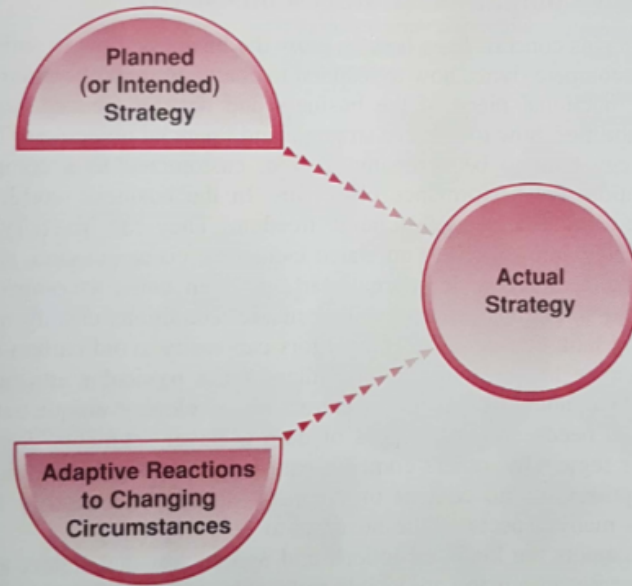 Planned
(or Intended)
Strategy
Actual
Strategy
Adaptive Reactions
to Changing
Circumstances